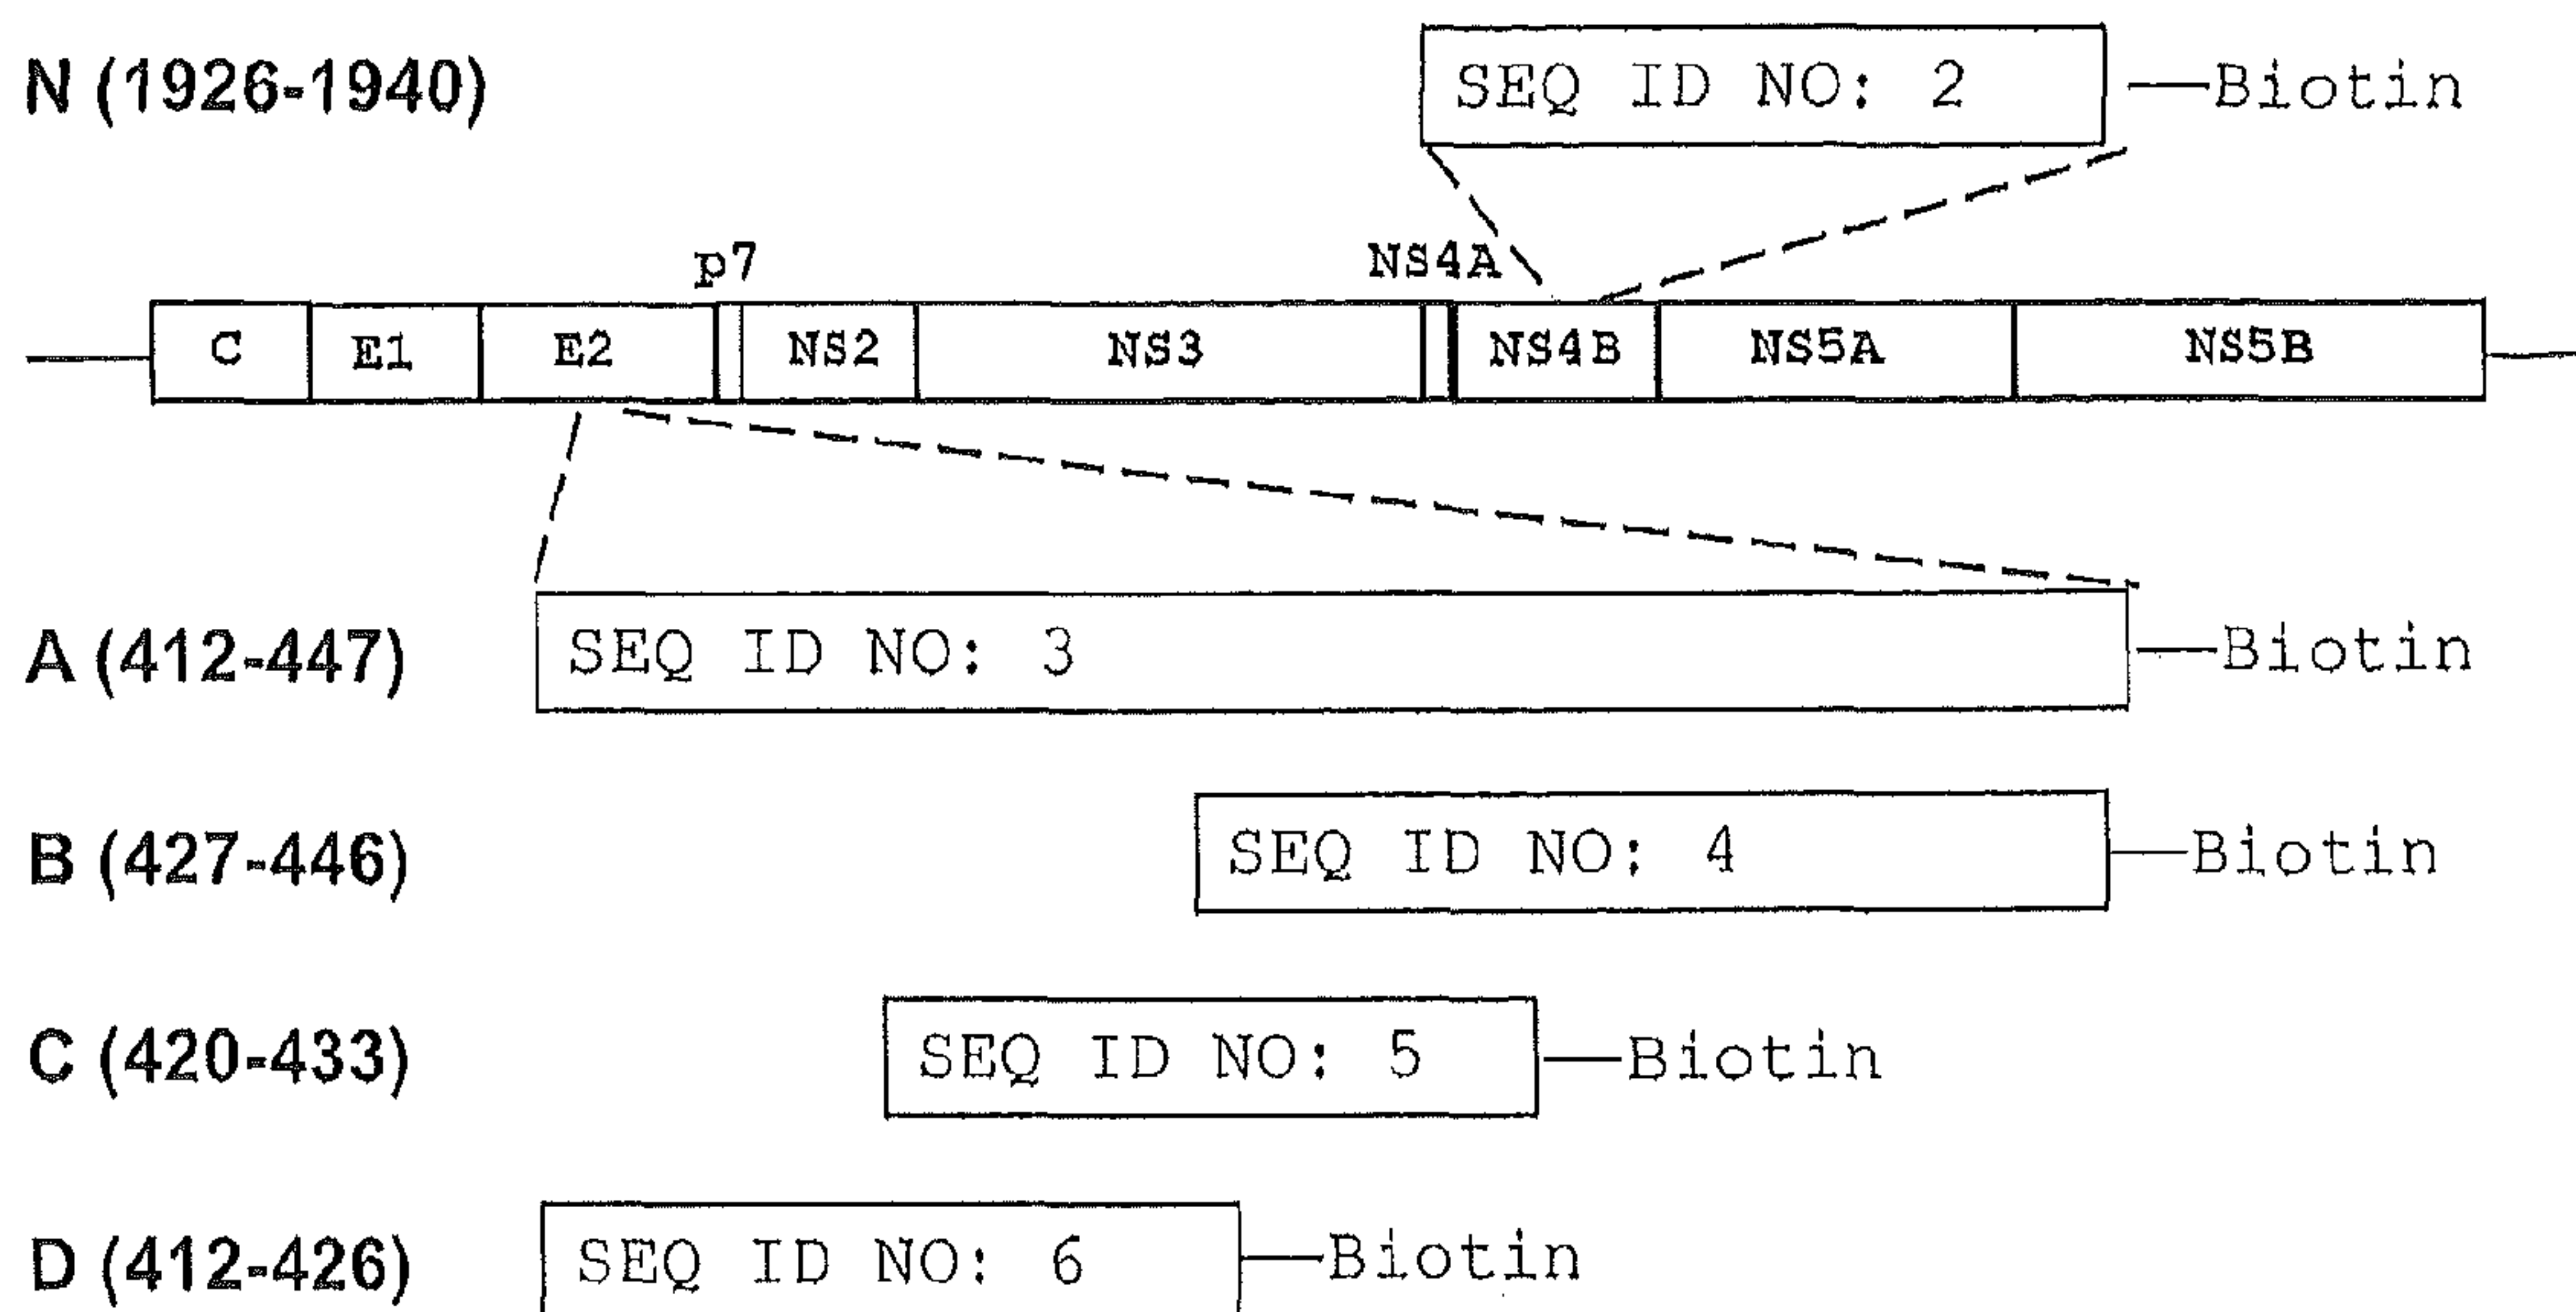 N (1926-1940) SEQ ID NO: 2 Biotin
p7 NS4A
C E1 E2 NS2 NS3 NS4B NS5A NS5B
A (412-447) SEQ ID NO: 3 Biotin
B (427-446) SEQ ID NO: 4 Biotin
C (420-433) SEQ ID NO: 5 Biotin
D (412-426) SEQ ID NO: 6 Biotin